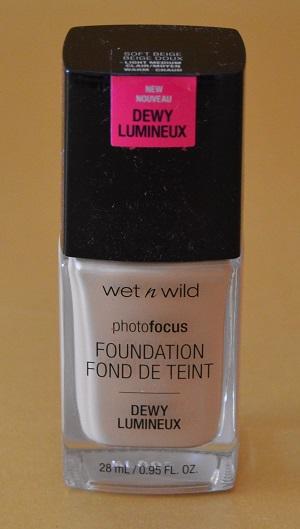 SOFT BEIGE
BEIGE DOUX
LIGHT MEDIUM
CLAIR/MOYEN
WARM CHAUD
NEW
NOUVEAU
DEWY
LUMINEUX
wet n wild
photofocus
FOUNDATION
FOND DE TEINT
DEWY
LUMINEUX
28 mL / 0.95 FL. OZ.